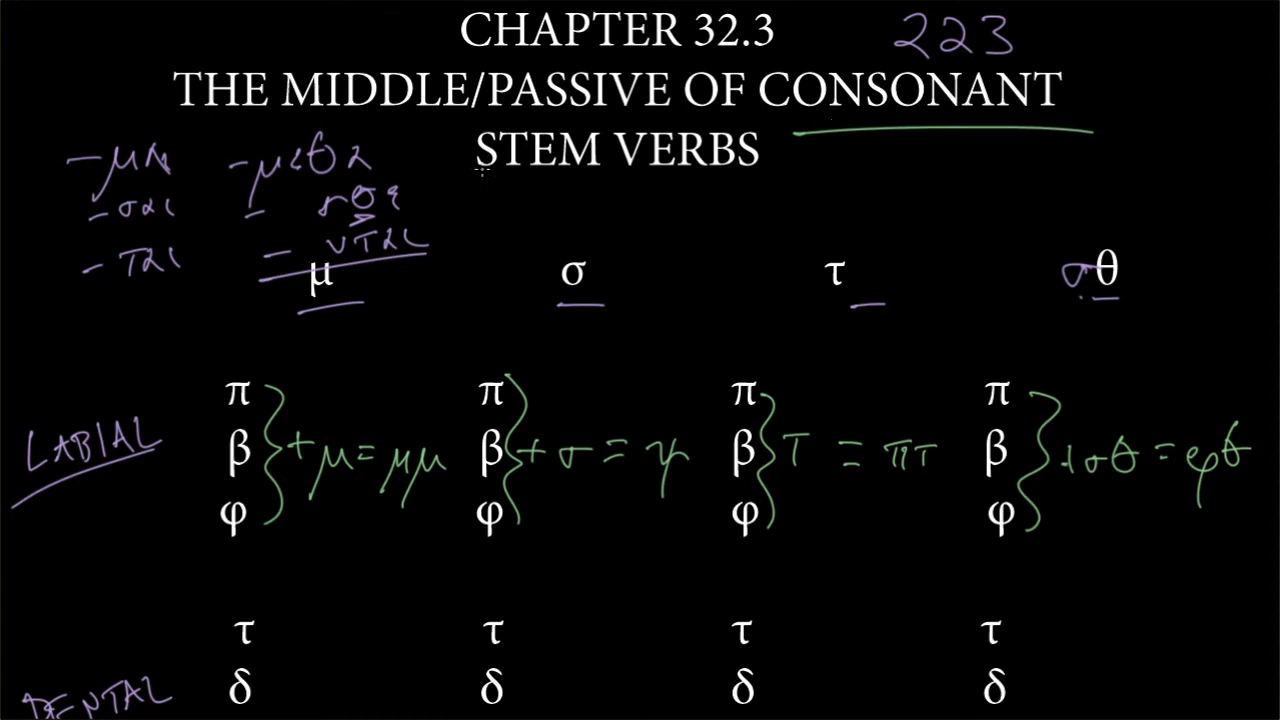 CHAPTER 32.3 223
THE MIDDLE/PASSIVE OF CONSONANT
STEM VERBS
-σαι -σθε
-ται -νται
-μαι -μεθα
μ σ τ σθ
π π π π
LABIAL β + μ = μμ β + σ = ψ β τ = πτ β + σθ = φθ
φ φ φ φ
τ τ τ τ
DENTAL δ δ δ δ